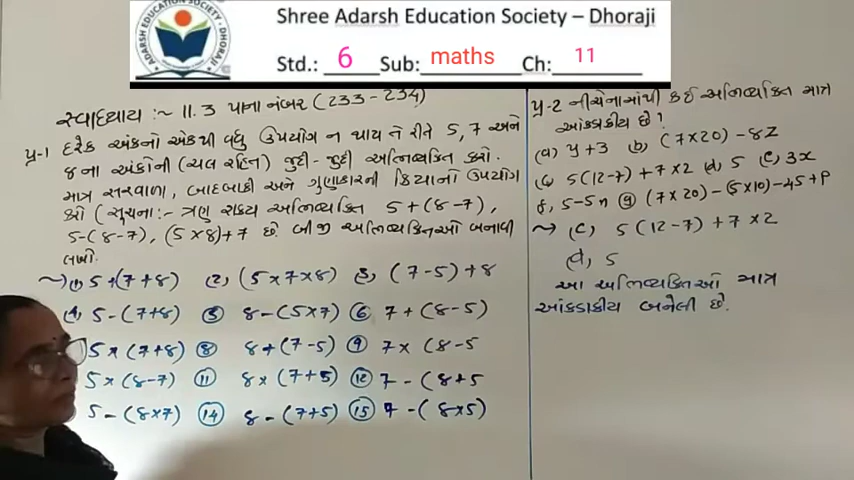 ADARSH EDUCATION SOCIETY - DHORAJI
Shree Adarsh Education Society – Dhoraji
Std.: 6 Sub: maths Ch: 11
સ્વાધ્યાય :~ 11.3 પાના નંબર (233-234)
પ્ર-1 દરેક અંકનો એકથી વધુ ઉપયોગ ન થાય તે રીતે 5, 7 અને
8 ના અંકોની (ચલ રહિત) જુદી-જુદી અભિવ્યક્તિ કરો.
માત્ર સરવાળા, બાદબાકી અને ગુણાકારની ક્રિયાનો ઉપયોગ
કરો (સૂચના:- ત્રણ શક્ય અભિવ્યક્તિ 5+(8-7),
5-(8-7), (5×8)+7 છે. બીજી અભિવ્યક્તિઓ બનાવી
લખો.
~) (1) 5+(7+8) (2) (5×7×8) (3) (7-5)+8
(4) 5-(7+8) (5) 8-(5×7) (6) 7+(8-5)
5×(7+8) (8) 8+(7-5) (9) 7×(8-5
5×(8-7) (11) 8×(7+5) (12) 7-(8+5
5-(8×7) (14) 8-(7+5) (15) 7-(8×5)
પ્ર-2 નીચેનામાંથી કઈ અભિવ્યક્તિ માત્ર
આંકડાકીય છે?
(a) y+3 (b) (7×20)-8z
(c) 5(12-7)+7×2 (d) 5 (e) 3x
f, 5-5n (g) (7×20)-(5×10)-45+p
~) (c) 5(12-7)+7×2
(d) 5
આ અભિવ્યક્તિઓ માત્ર
આંકડાકીય બનેલી છે.